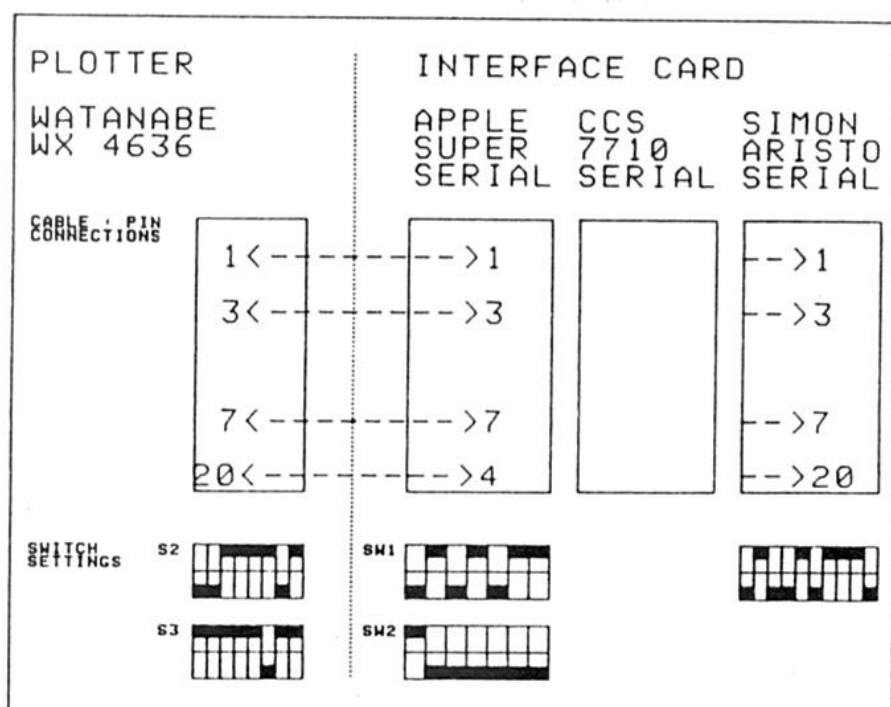 PLOTTER
INTERFACE CARD
WATANABE
WX 4636
APPLE
SUPER
SERIAL
CCS
7710
SERIAL
SIMON
ARISTO
SERIAL
CABLE : PIN
CONNECTIONS
1< - - - - - - - - - >1 - - >1
3< - - - - - - - - - >3 - - >3
7< - - - - - - - - - >7 - - >7
20< - - - - - - - - - >4 - - >20
SWITCH
SETTINGS
S2
SW1
S3
SW2